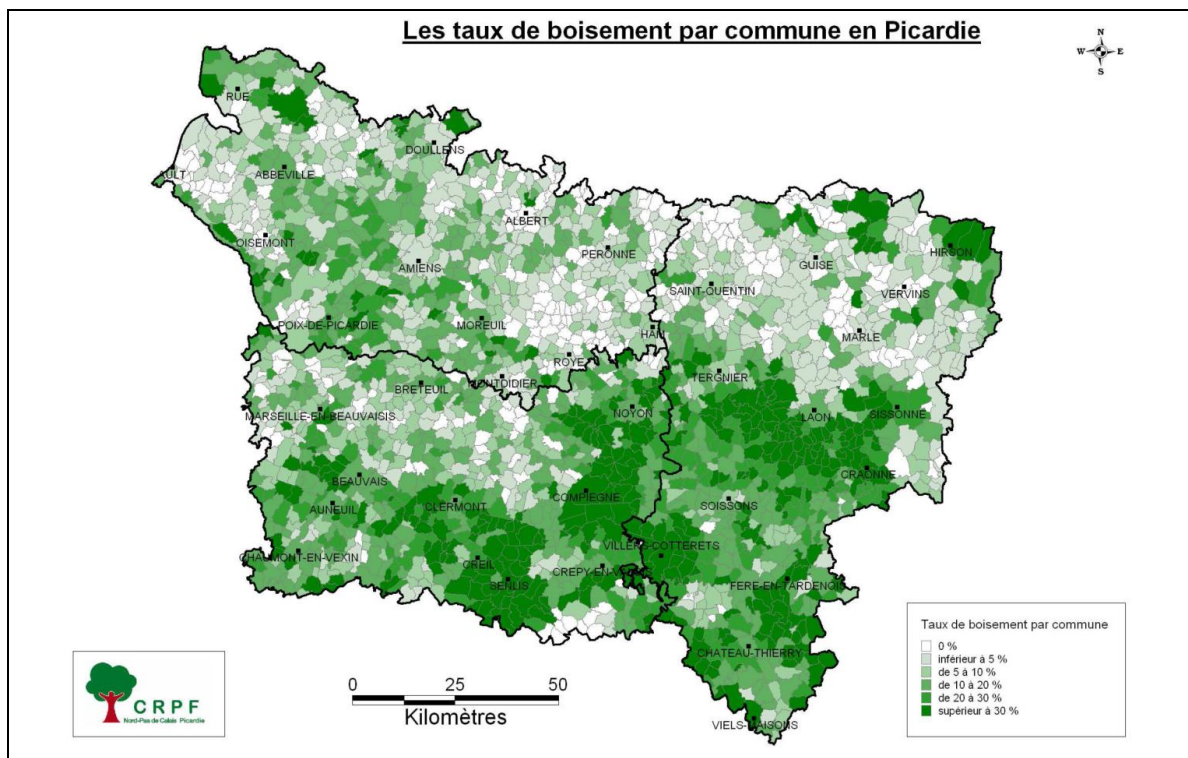 Les taux de boisement par commune en Picardie
N
W E
S
RUE
DOULLENS
AULT
ABBEVILLE
ALBERT
OISEMONT
PERONNE
HIRSON
AMIENS
GUISE
SAINT-QUENTIN
VERVINS
POIX-DE-PICARDIE
MOREUIL
HAM
MARLE
ROYE
TERGNIER
BRETEUIL
MONTDIDIER
MARSEILLE-EN-BEAUVAISIS
NOYON
LAON
SISSONNE
BEAUVAIS
CRAONNE
AUNEUIL
CLERMONT
COMPIEGNE
SOISSONS
CHAUMONT-EN-VEXIN
CREIL
VILLERS-COTTERETS
SENLIS
CREPY-EN-VALOIS
FERE-EN-TARDENOIS
CHATEAU-THIERRY
VIELS-MAISONS
Taux de boisement par commune
0 %
inférieur à 5 %
de 5 à 10 %
de 10 à 20 %
de 20 à 30 %
supérieur à 30 %
CRPF
Nord-Pas de Calais Picardie
0 25 50
Kilomètres